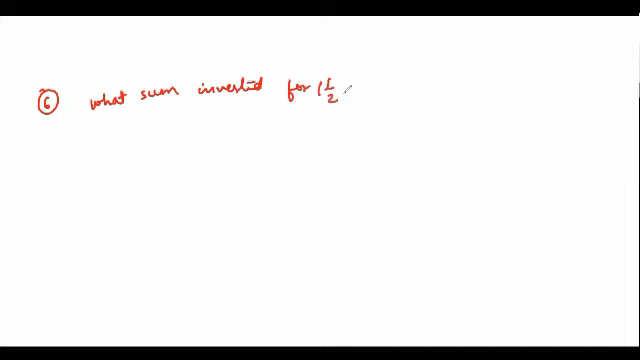 ⑥ what sum invested for 1 1/2